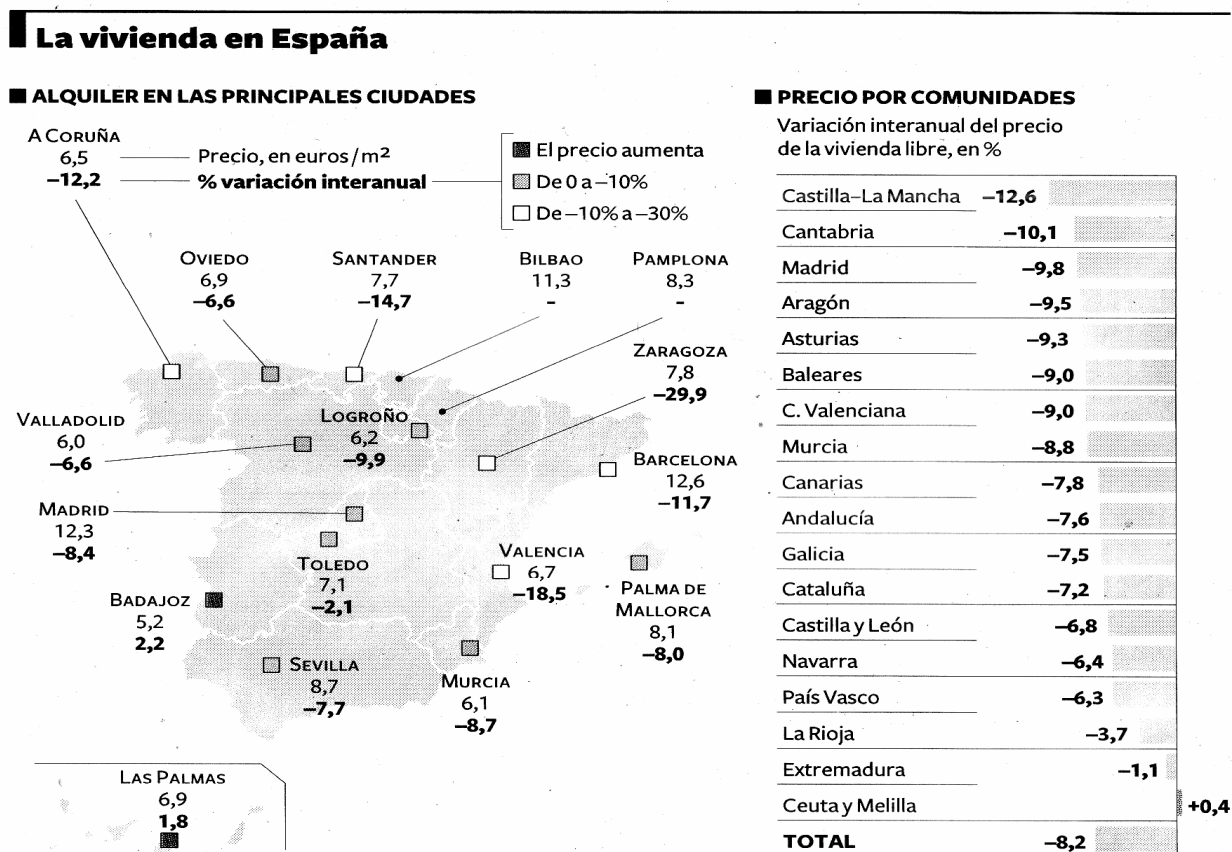 La vivienda en España
ALQUILER EN LAS PRINCIPALES CIUDADES
A CORUÑA
6,5
–12,2
Precio, en euros/m²
% variación interanual
El precio aumenta
De 0 a –10%
De –10% a –30%
OVIEDO
6,9
–6,6
SANTANDER
7,7
–14,7
BILBAO
11,3
–
PAMPLONA
8,3
–
ZARAGOZA
7,8
–29,9
VALLADOLID
6,0
–6,6
LOGROÑO
6,2
–9,9
BARCELONA
12,6
–11,7
MADRID
12,3
–8,4
TOLEDO
7,1
–2,1
VALENCIA
6,7
–18,5
PALMA DE
MALLORCA
8,1
–8,0
BADAJOZ
5,2
2,2
SEVILLA
8,7
–7,7
MURCIA
6,1
–8,7
LAS PALMAS
6,9
1,8
PRECIO POR COMUNIDADES
Variación interanual del precio
de la vivienda libre, en %
Castilla–La Mancha –12,6
Cantabria –10,1
Madrid –9,8
Aragón –9,5
Asturias –9,3
Baleares –9,0
C. Valenciana –9,0
Murcia –8,8
Canarias –7,8
Andalucía –7,6
Galicia –7,5
Cataluña –7,2
Castilla y León –6,8
Navarra –6,4
País Vasco –6,3
La Rioja –3,7
Extremadura –1,1
Ceuta y Melilla +0,4
TOTAL –8,2